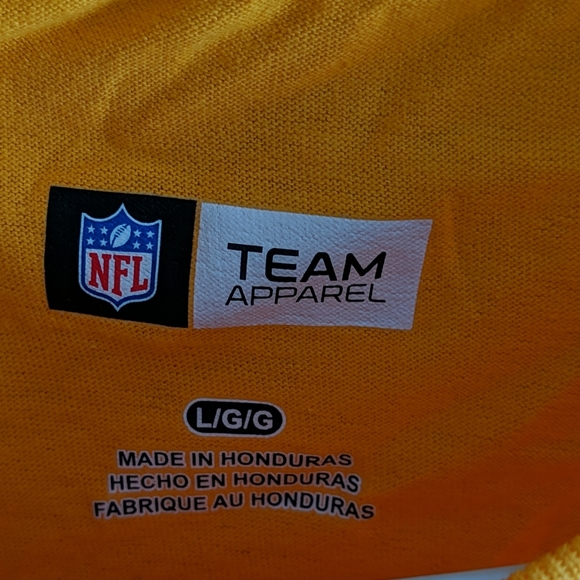 NFL
TEAM
APPAREL
L/G/G
MADE IN HONDURAS
HECHO EN HONDURAS
FABRIQUE AU HONDURAS